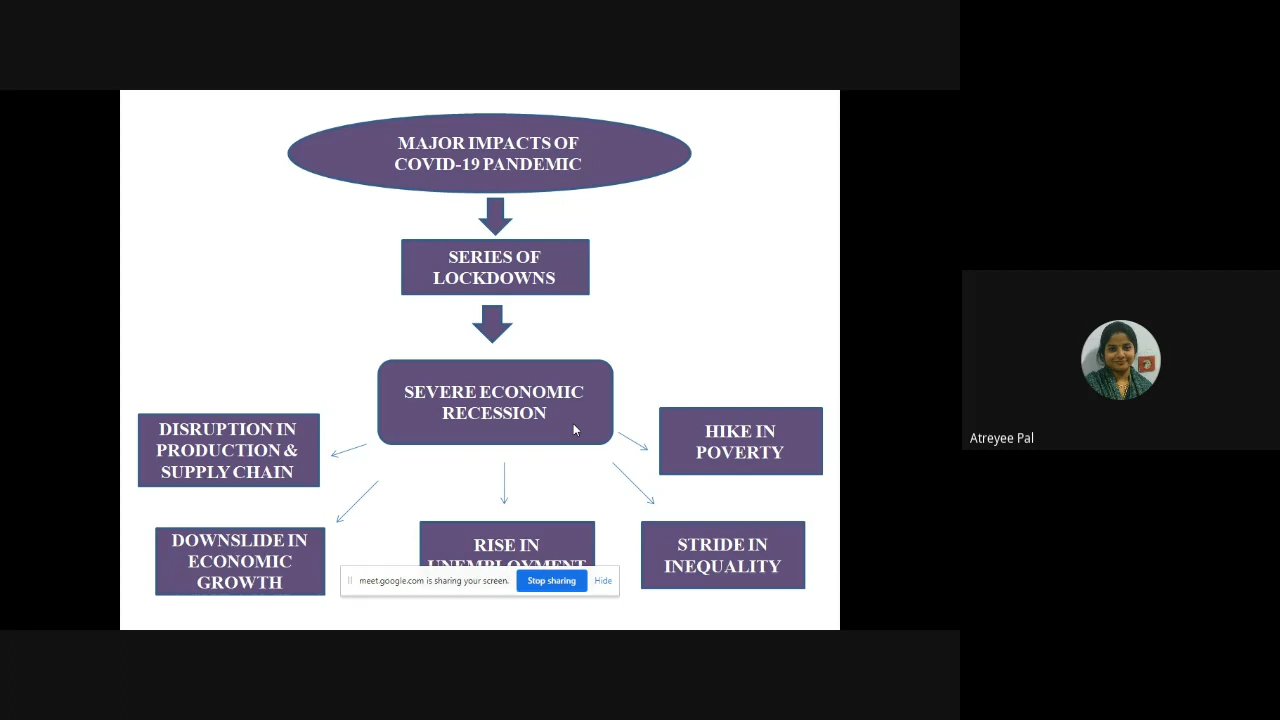 MAJOR IMPACTS OF
COVID-19 PANDEMIC
SERIES OF
LOCKDOWNS
SEVERE ECONOMIC
RECESSION
DISRUPTION IN
PRODUCTION &
SUPPLY CHAIN
HIKE IN
POVERTY
DOWNSLIDE IN
ECONOMIC
GROWTH
RISE IN
UNEMPLOYMENT
STRIDE IN
INEQUALITY
meet.google.com is sharing your screen.
Stop sharing
Hide
Atreyee Pal